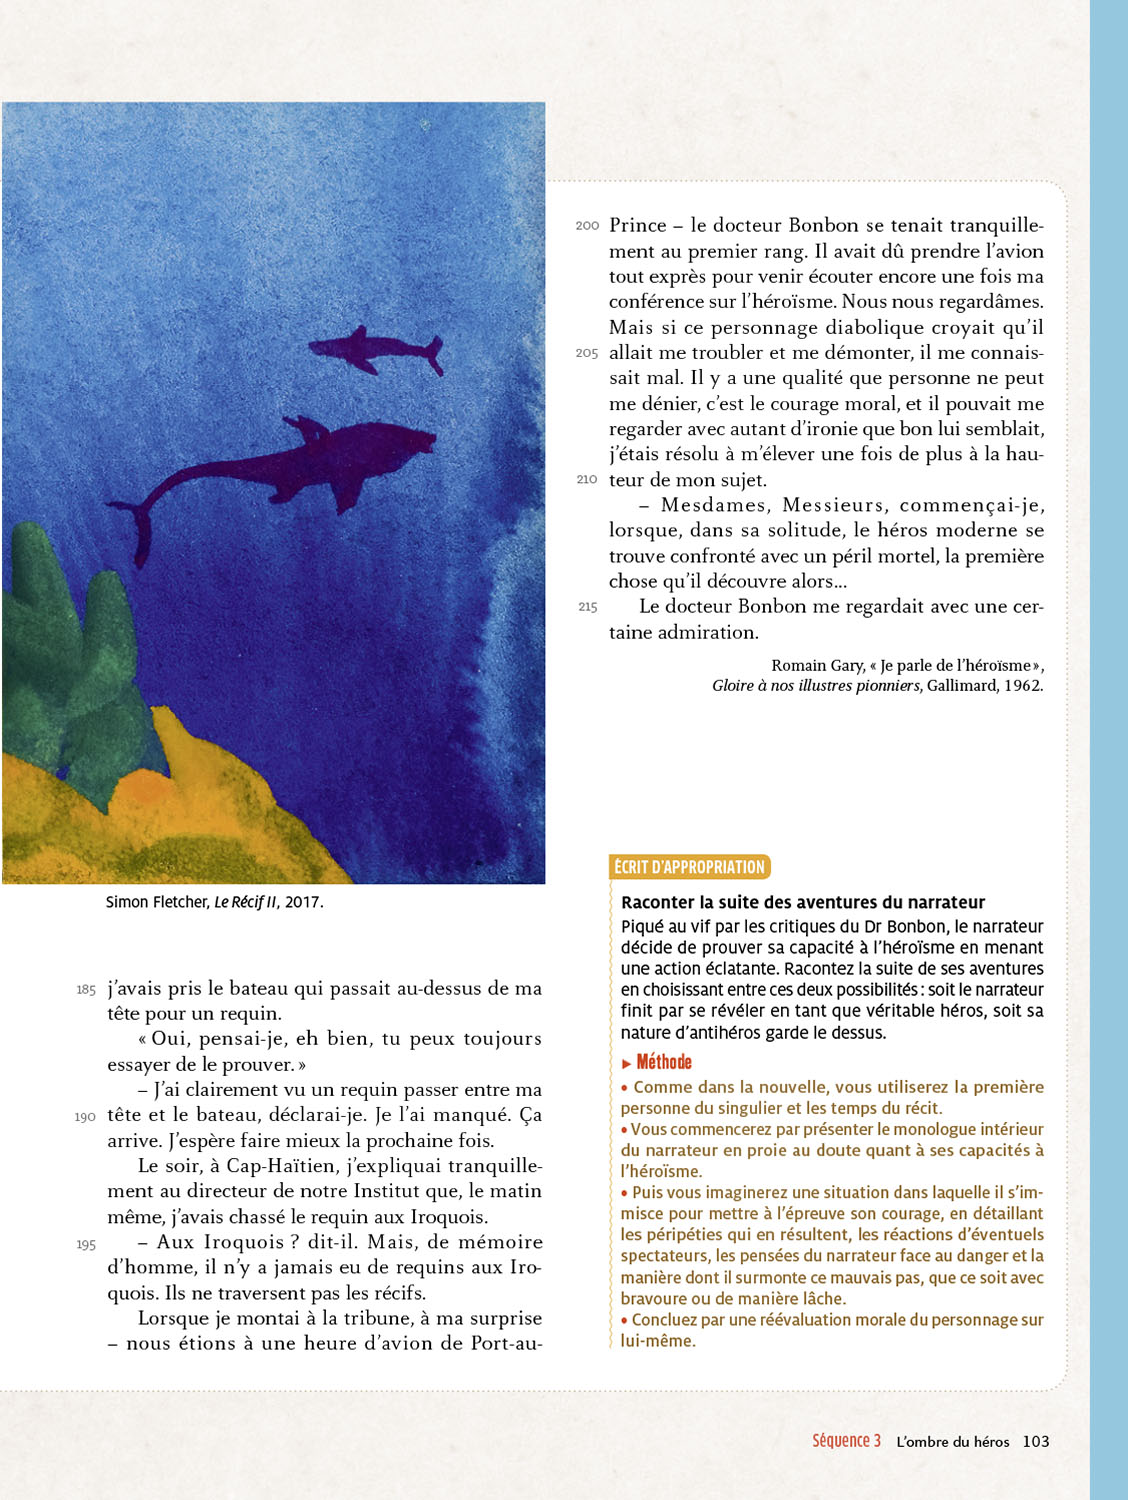 Simon Fletcher, Le Récif II, 2017.
185 j’avais pris le bateau qui passait au-dessus de ma
tête pour un requin.
« Oui, pensai-je, eh bien, tu peux toujours
essayer de le prouver. »
– J’ai clairement vu un requin passer entre ma
190 tête et le bateau, déclarai-je. Je l’ai manqué. Ça
arrive. J’espère faire mieux la prochaine fois.
Le soir, à Cap-Haïtien, j’expliquai tranquille-
ment au directeur de notre Institut que, le matin
même, j’avais chassé le requin aux Iroquois.
195 – Aux Iroquois ? dit-il. Mais, de mémoire
d’homme, il n’y a jamais eu de requins aux Iro-
quois. Ils ne traversent pas les récifs.
Lorsque je montai à la tribune, à ma surprise
– nous étions à une heure d’avion de Port-au-
200 Prince – le docteur Bonbon se tenait tranquille-
ment au premier rang. Il avait dû prendre l’avion
tout exprès pour venir écouter encore une fois ma
conférence sur l’héroïsme. Nous nous regardâmes.
Mais si ce personnage diabolique croyait qu’il
205 allait me troubler et me démonter, il me connais-
sait mal. Il y a une qualité que personne ne peut
me dénier, c’est le courage moral, et il pouvait me
regarder avec autant d’ironie que bon lui semblait,
j’étais résolu à m’élever une fois de plus à la hau-
210 teur de mon sujet.
– Mesdames, Messieurs, commençai-je,
lorsque, dans sa solitude, le héros moderne se
trouve confronté avec un péril mortel, la première
chose qu’il découvre alors...
215 Le docteur Bonbon me regardait avec une cer-
taine admiration.
Romain Gary, « Je parle de l’héroïsme »,
Gloire à nos illustres pionniers, Gallimard, 1962.
ÉCRIT D’APPROPRIATION
Raconter la suite des aventures du narrateur
Piqué au vif par les critiques du Dr Bonbon, le narrateur
décide de prouver sa capacité à l’héroïsme en menant
une action éclatante. Racontez la suite de ses aventures
en choisissant entre ces deux possibilités : soit le narrateur
finit par se révéler en tant que véritable héros, soit sa
nature d’antihéros garde le dessus.
► Méthode
• Comme dans la nouvelle, vous utiliserez la première
personne du singulier et les temps du récit.
• Vous commencerez par présenter le monologue intérieur
du narrateur en proie au doute quant à ses capacités à
l’héroïsme.
• Puis vous imaginerez une situation dans laquelle il s’im-
misce pour mettre à l’épreuve son courage, en détaillant
les péripéties qui en résultent, les réactions d’éventuels
spectateurs, les pensées du narrateur face au danger et la
manière dont il surmonte ce mauvais pas, que ce soit avec
bravoure ou de manière lâche.
• Concluez par une réévaluation morale du personnage sur
lui-même.
Séquence 3 L’ombre du héros 103